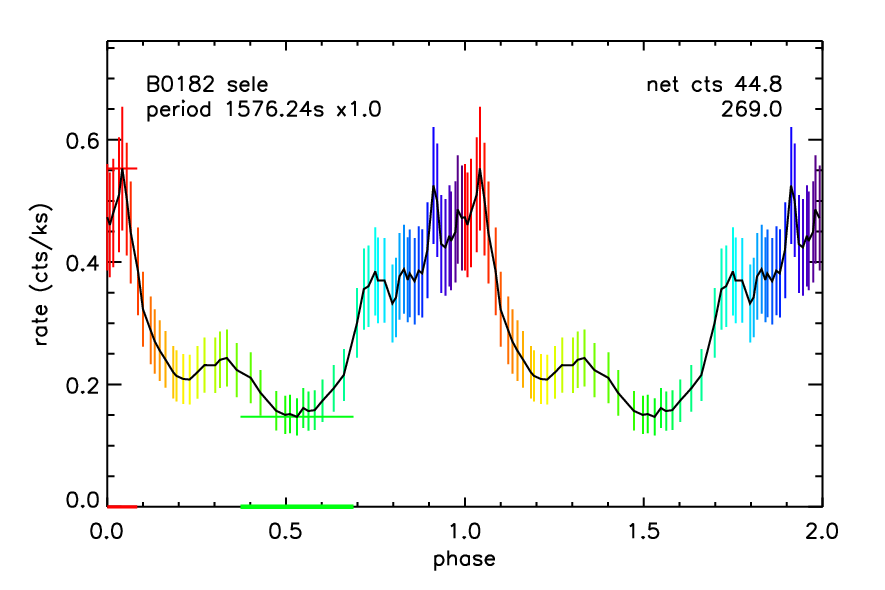 B0182 sele
period 1576.24s x1.0
net cts 44.8
269.0
rate (cts/ks)
0.6
0.4
0.2
0.0
0.0 0.5 1.0 1.5 2.0
phase